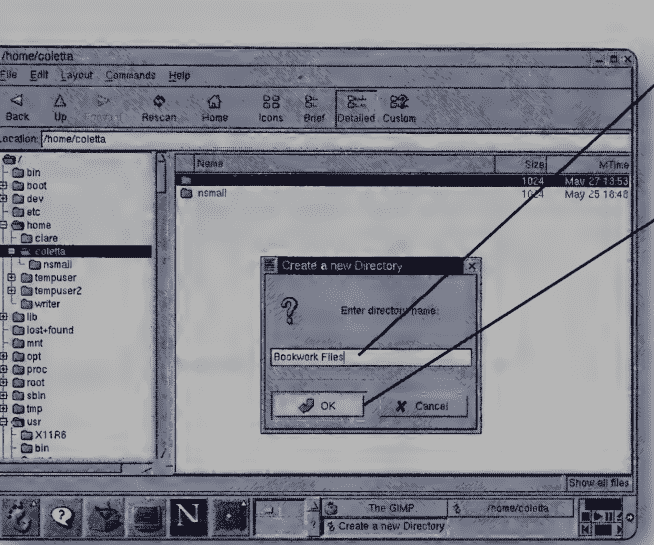 /home/coletta
File Edit Layout Commands Help
Back Up Forward Rescan Home Icons Brief Detailed Custom
Location: /home/coletta
/
bin
boot
dev
etc
home
clare
coletta
nsmail
tempuser
tempuser2
writer
lib
lost+found
mnt
opt
proc
root
sbin
tmp
usr
X11R6
bin
Name Size MTime
1024 May 27 13:53
nsmail 1024 May 25 18:48
Create a new Directory
Enter directory name:
Bookwork Files
OK Cancel
Show all files
N
The GIMP /home/coletta
Create a new Directory